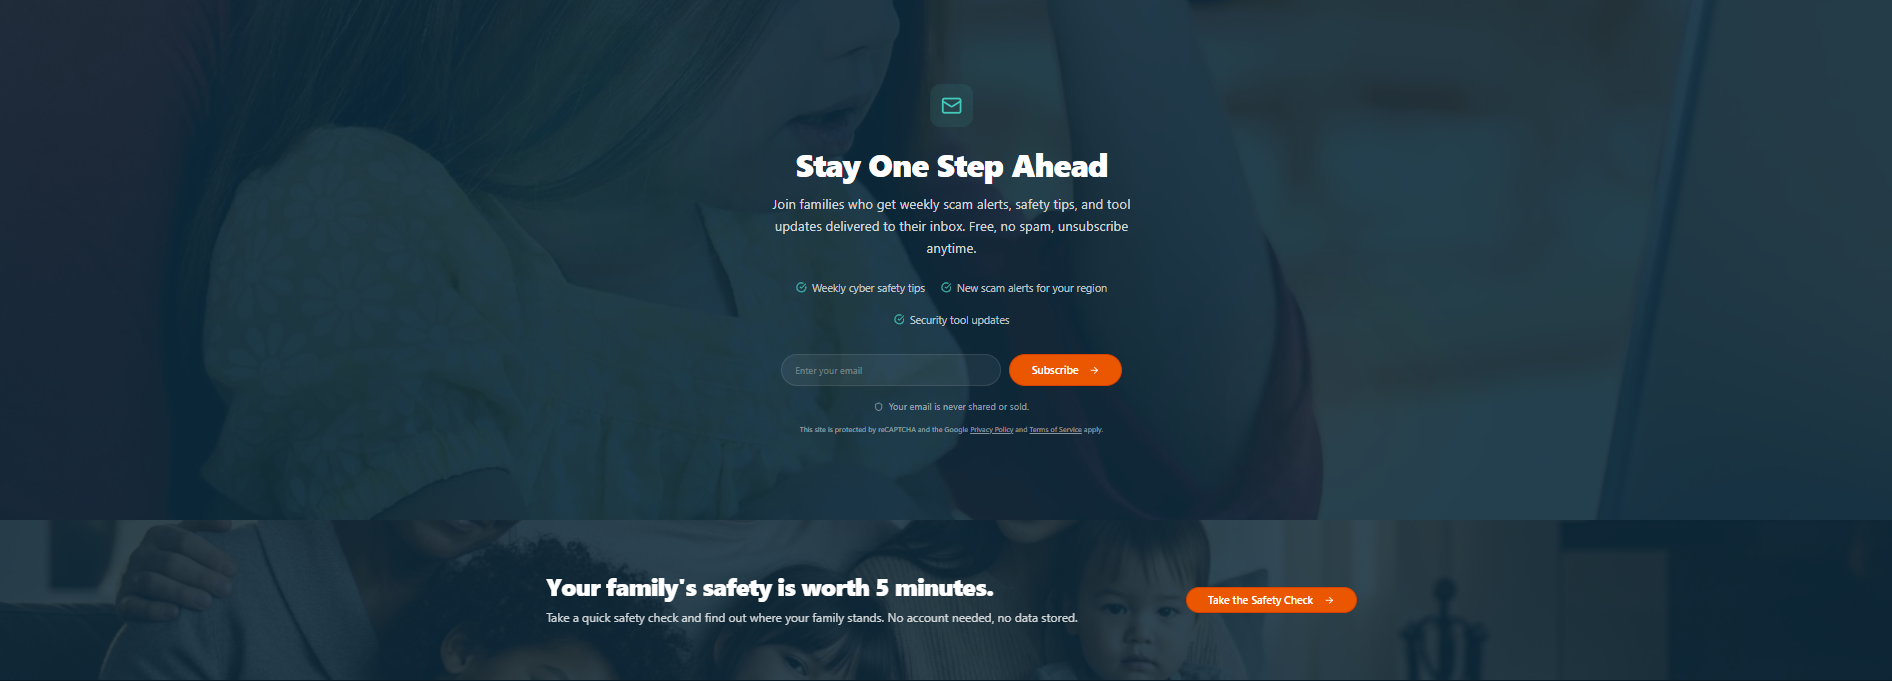 Stay One Step Ahead
Join families who get weekly scam alerts, safety tips, and tool
updates delivered to their inbox. Free, no spam, unsubscribe
anytime.
Weekly cyber safety tips New scam alerts for your region
Security tool updates
Enter your email Subscribe →
Your email is never shared or sold.
This site is protected by reCAPTCHA and the Google Privacy Policy and Terms of Service apply.
Your family's safety is worth 5 minutes.
Take a quick safety check and find out where your family stands. No account needed, no data stored.
Take the Safety Check →